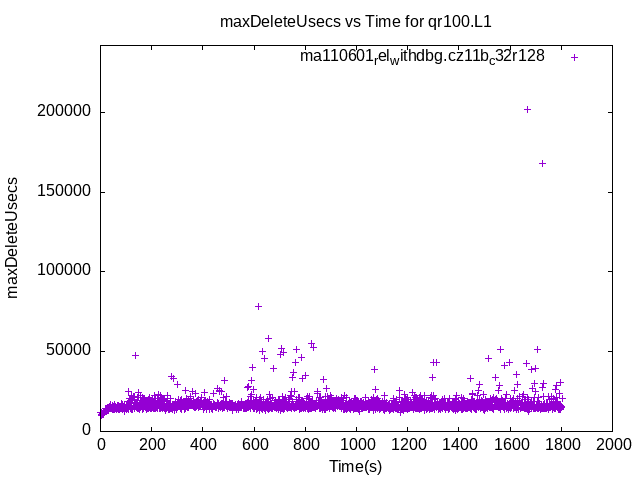 maxDeleteUsecs vs Time for qr100.L1
ma110601relwithdbg.cz11bc32r128
200000
150000
100000
50000
0
maxDeleteUsecs
0 200 400 600 800 1000 1200 1400 1600 1800 2000
Time(s)